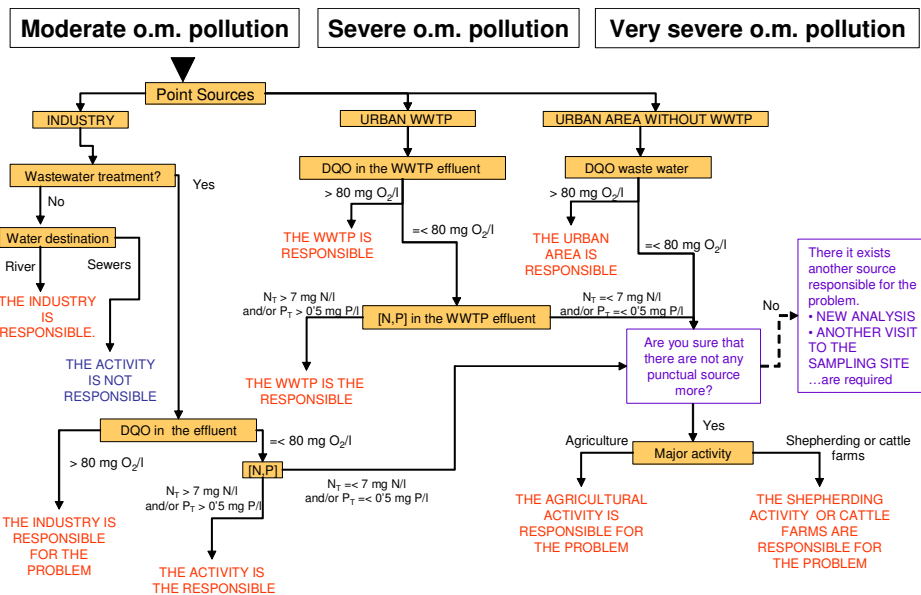 Moderate o.m. pollution
Severe o.m. pollution
Very severe o.m. pollution
Point Sources
INDUSTRY
URBAN WWTP
URBAN AREA WITHOUT WWTP
Wastewater treatment?
DQO in the WWTP effluent
DQO waste water
Yes
No
> 80 mg O₂/l
=< 80 mg O₂/l
> 80 mg O₂/l
=< 80 mg O₂/l
Water destination
River
Sewers
THE INDUSTRY
IS
RESPONSIBLE.
THE ACTIVITY
IS NOT
RESPONSIBLE
THE WWTP IS
RESPONSIBLE
THE URBAN
AREA IS
RESPONSIBLE
There it exists
another source
responsible for the
problem.
• NEW ANALYSIS
• ANOTHER VISIT
TO THE
SAMPLING SITE
…are required
No
N_T > 7 mg N/l
and/or P_T > 0'5 mg P/l
[N,P] in the WWTP effluent
N_T =< 7 mg N/l
and/or P_T =< 0'5 mg P/l
THE WWTP IS THE
RESPONSIBLE
Are you sure that
there are not any
punctual source
more?
Yes
DQO in  the effluent
> 80 mg O₂/l
=< 80 mg O₂/l
[N,P]
N_T > 7 mg N/l
and/or P_T > 0'5 mg P/l
N_T =< 7 mg N/l
and/or P_T =< 0'5 mg P/l
THE INDUSTRY IS
RESPONSIBLE
FOR THE
PROBLEM
THE ACTIVITY IS
THE RESPONSIBLE
Agriculture
Major activity
Shepherding or cattle
farms
THE AGRICULTURAL
ACTIVITY IS
RESPONSIBLE FOR
THE PROBLEM
THE SHEPHERDING
ACTIVITY  OR CATTLE
FARMS ARE
RESPONSIBLE FOR
THE PROBLEM